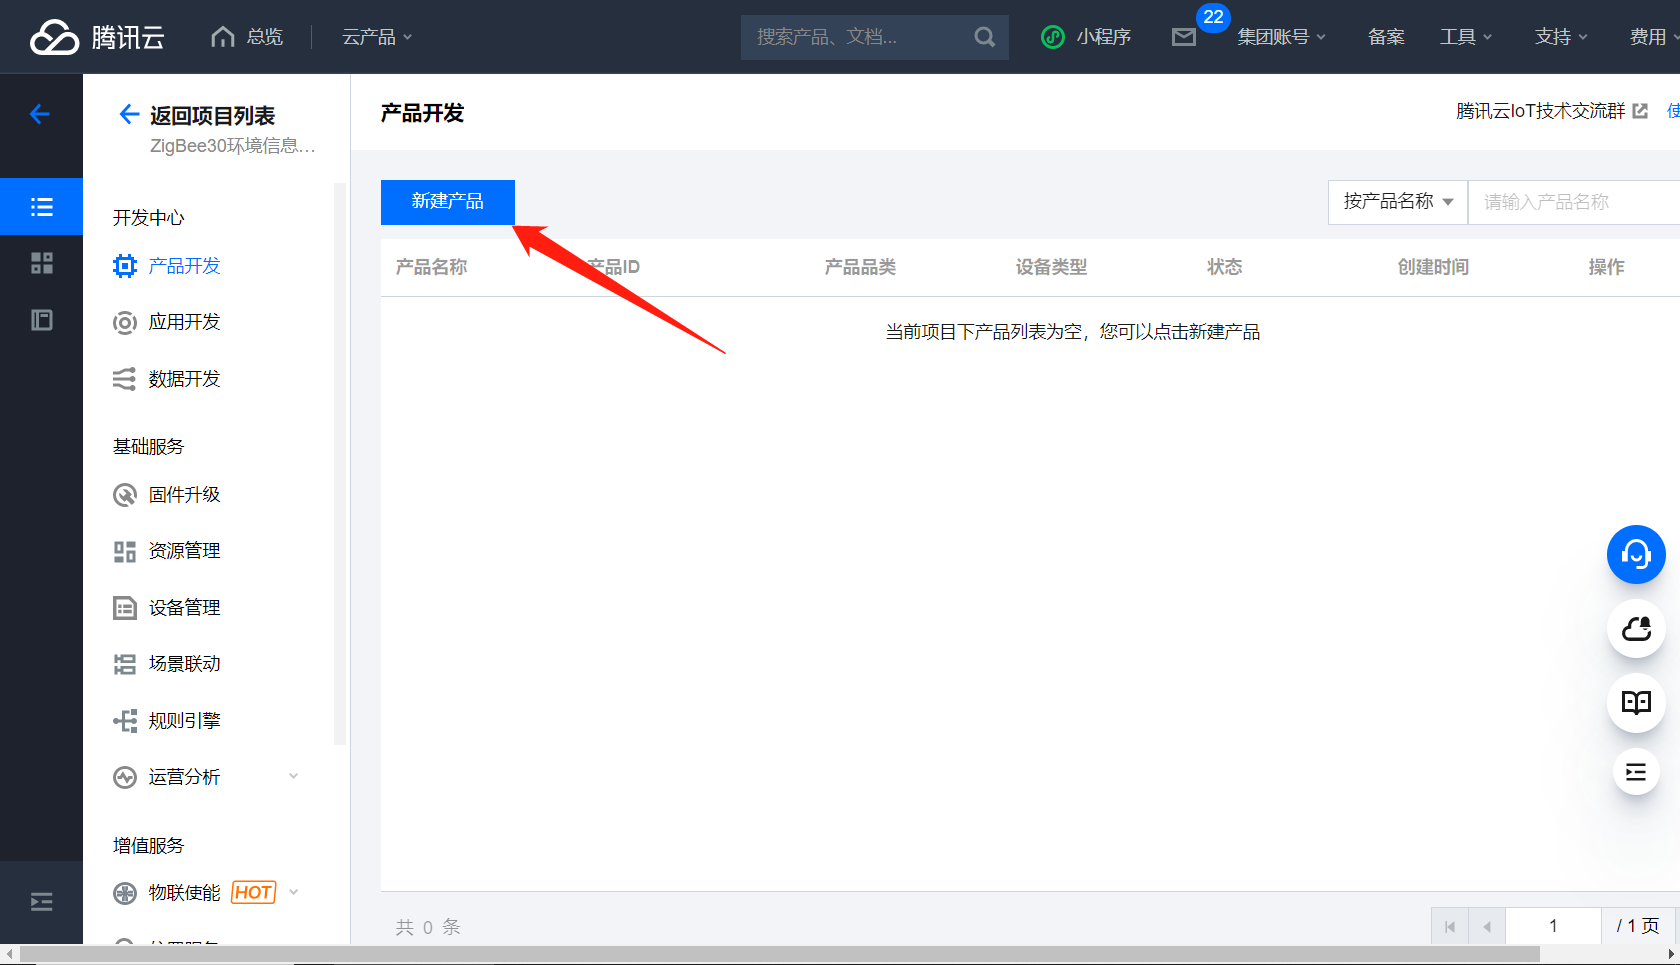 腾讯云 总览 云产品 搜索产品、文档... 小程序 22 集团账号 备案 工具 支持 费用
返回项目列表
ZigBee30环境信息...
产品开发
腾讯云IoT技术交流群
开发中心
产品开发
应用开发
数据开发
基础服务
固件升级
资源管理
设备管理
场景联动
规则引擎
运营分析
增值服务
物联使能 HOT
新建产品
按产品名称 请输入产品名称
产品名称 产品ID 产品品类 设备类型 状态 创建时间 操作
当前项目下产品列表为空，您可以点击新建产品
共 0 条
1 / 1 页